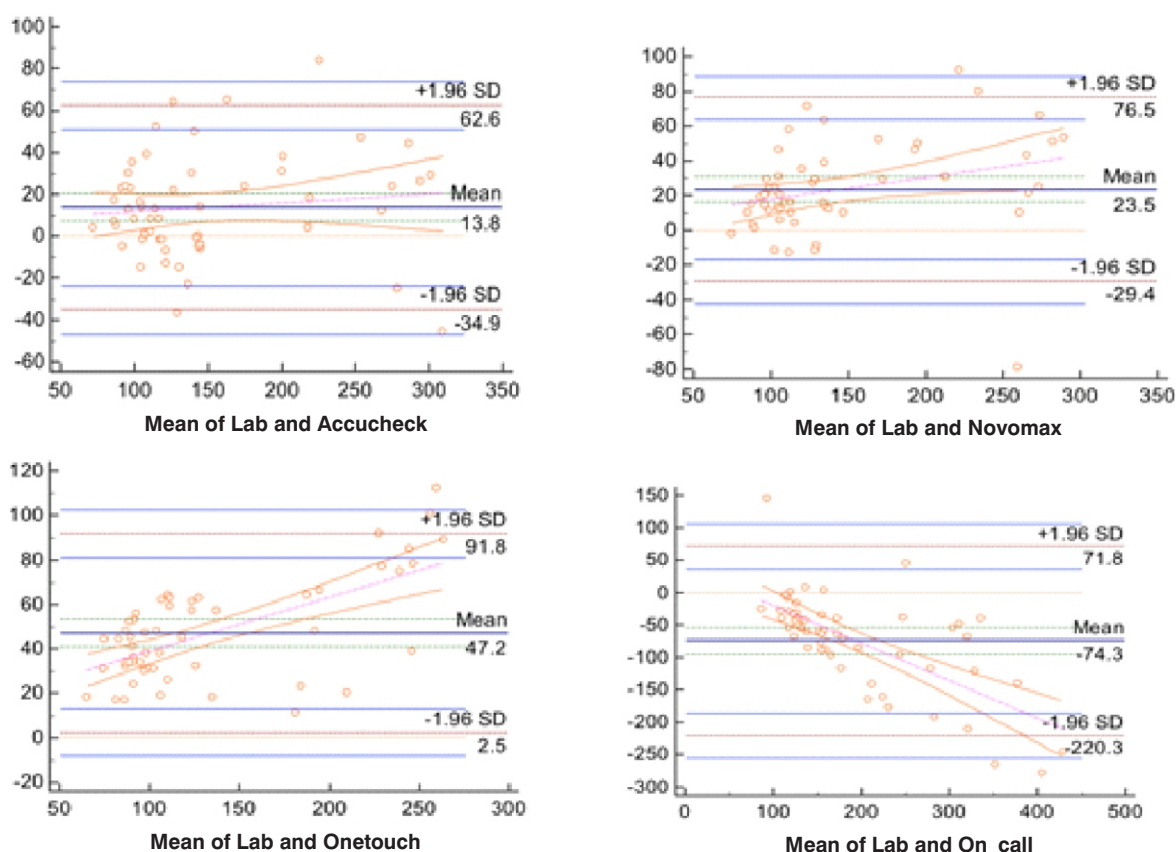 100
80
60
40
20
0
-20
-40
-60
+1.96 SD
62.6
Mean
13.8
-1.96 SD
-34.9
50 100 150 200 250 300 350
Mean of Lab and Accucheck
100
80
60
40
20
0
-20
-40
-60
-80
+1.96 SD
76.5
Mean
23.5
-1.96 SD
-29.4
50 100 150 200 250 300 350
Mean of Lab and Novomax
120
100
80
60
40
20
0
-20
+1.96 SD
91.8
Mean
47.2
-1.96 SD
2.5
50 100 150 200 250 300
Mean of Lab and Onetouch
150
100
50
0
-50
-100
-150
-200
-250
-300
+1.96 SD
71.8
Mean
-74.3
-1.96 SD
-220.3
0 100 200 300 400 500
Mean of Lab and On_call